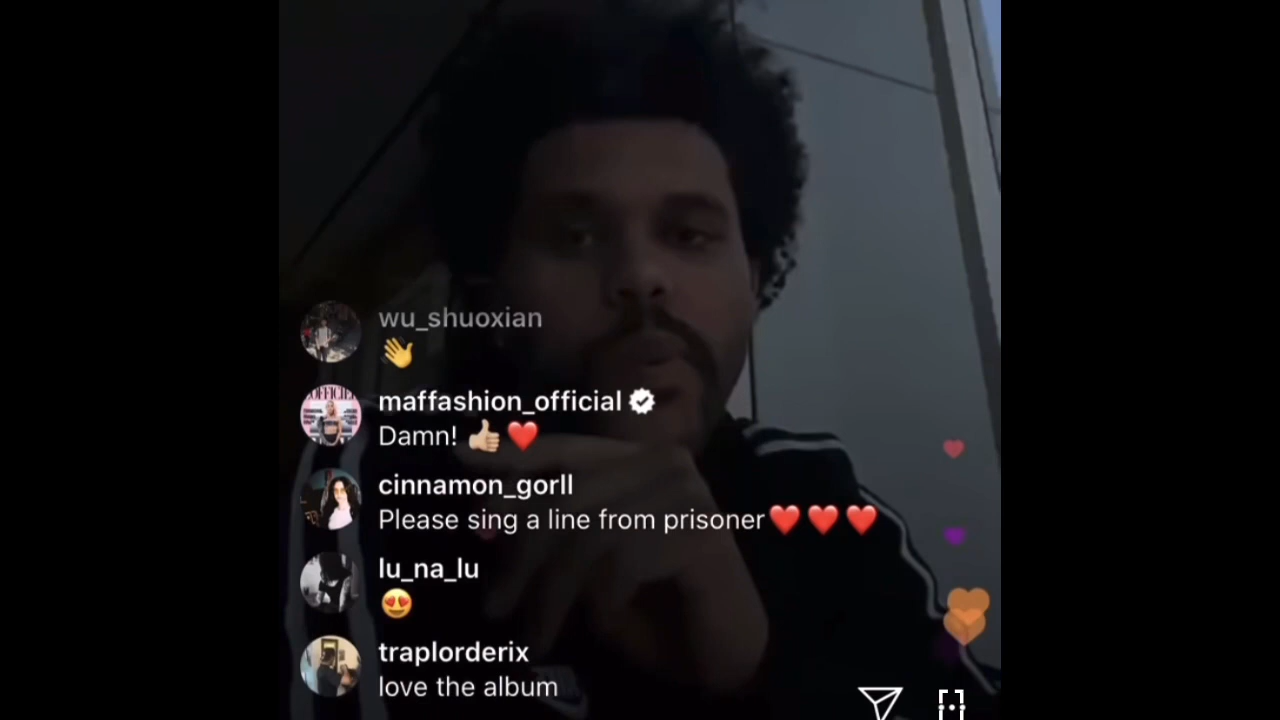 wu_shuoxian
👋
maffashion_official
Damn! 👍🏼❤️
cinnamon_gorll
Please sing a line from prisoner❤️❤️❤️
lu_na_lu
😍
traplorderix
love the album